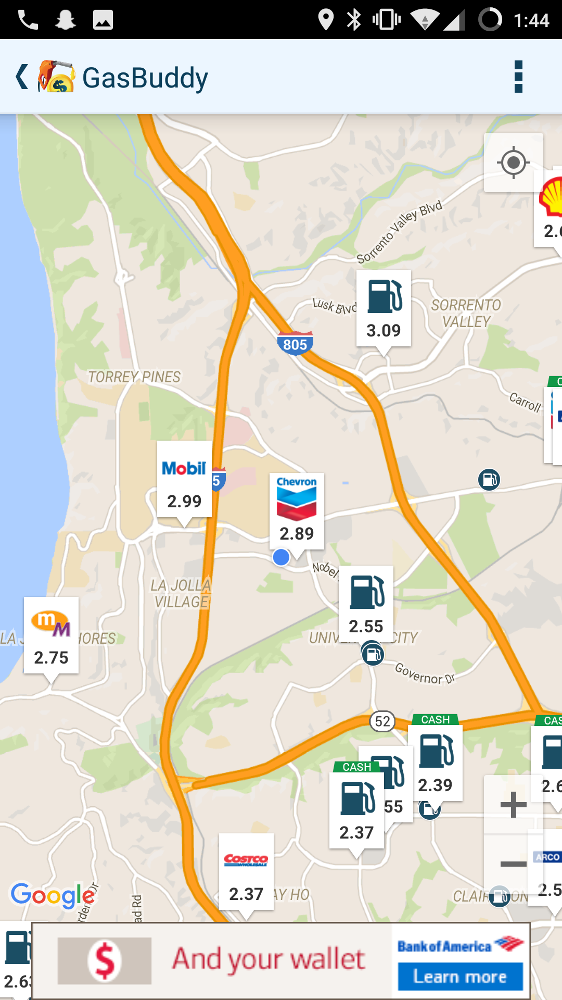 1:44
GasBuddy
Sorrento Valley Blvd
2.6
Lusk Blvd
3.09
SORRENTO
VALLEY
805
TORREY PINES
Carroll
Mobil
2.99
5
Chevron
2.89
Nobel
LA JOLLA
VILLAGE
2.55
mM
2.75
LA J HORES
UNIV CITY
Governor Dr
52
CASH
2.39
CAS
2.6
CASH
2.37
55
Costco
WHOLESALE
2.37
AY HO
ARCO
2.5
CLAIR ON
Google
rden Dr
ad Rd
2.63
$
And your wallet
Bank of America
Learn more